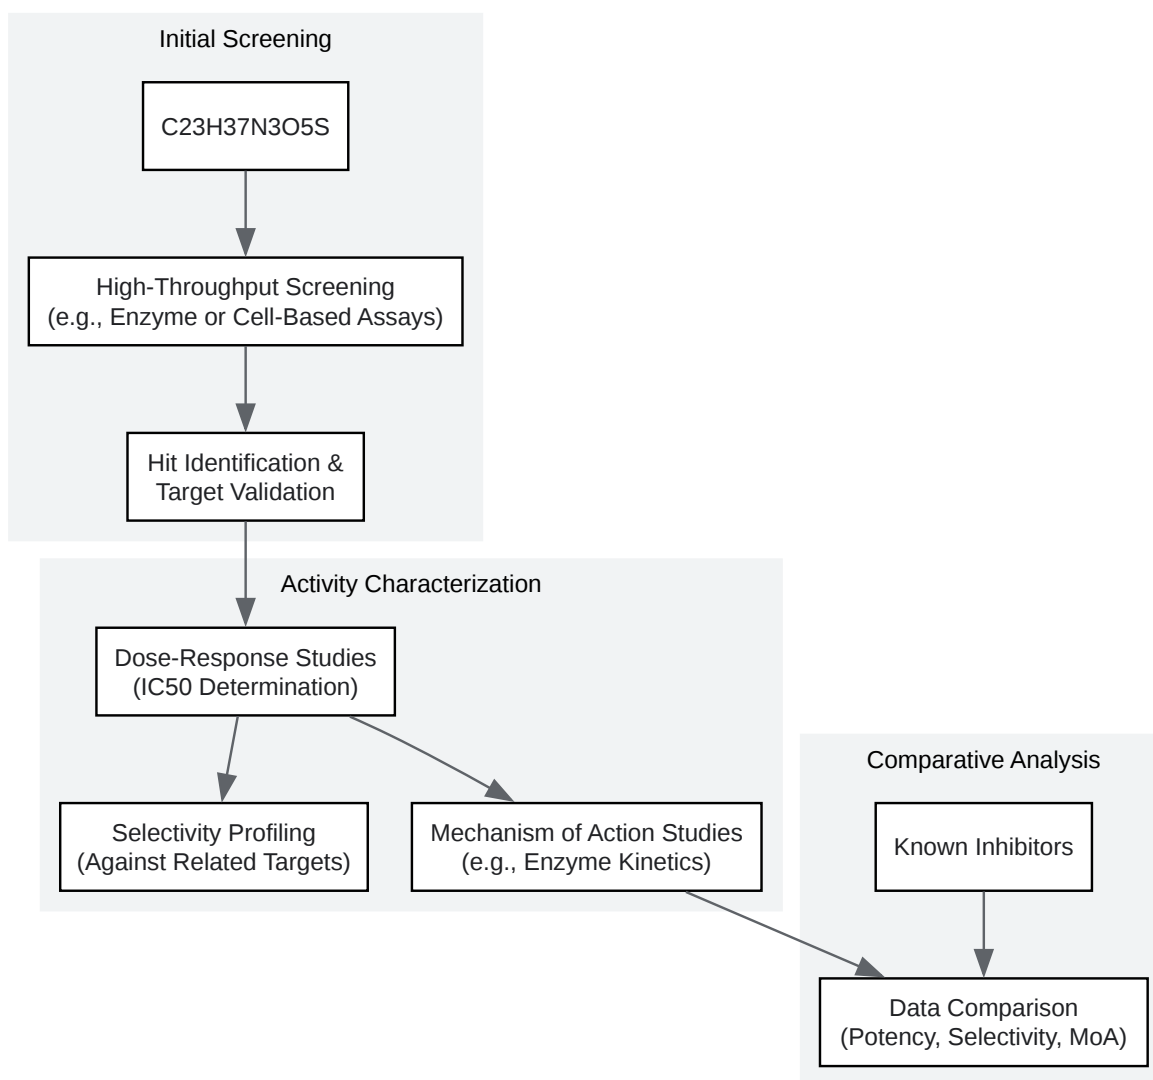 Initial Screening
C23H37N3O5S
High-Throughput Screening
(e.g., Enzyme or Cell-Based Assays)
Hit Identification &
Target Validation
Activity Characterization
Dose-Response Studies
(IC50 Determination)
Selectivity Profiling
(Against Related Targets)
Mechanism of Action Studies
(e.g., Enzyme Kinetics)
Comparative Analysis
Known Inhibitors
Data Comparison
(Potency, Selectivity, MoA)